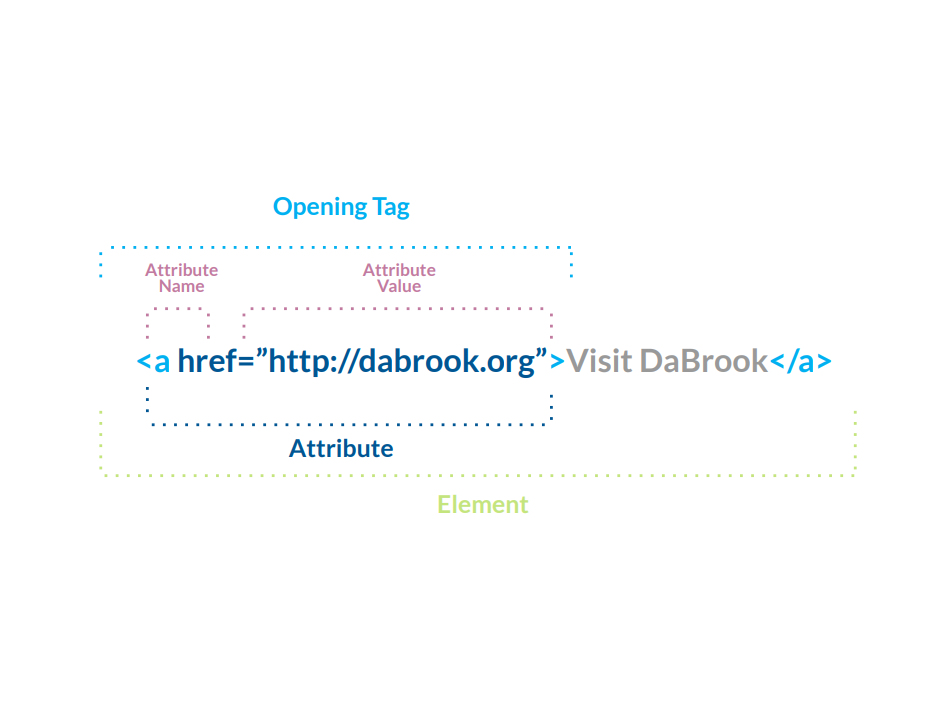 Opening Tag
Attribute Name
Attribute Value
<a href=”http://dabrook.org”>Visit DaBrook</a>
Attribute
Element